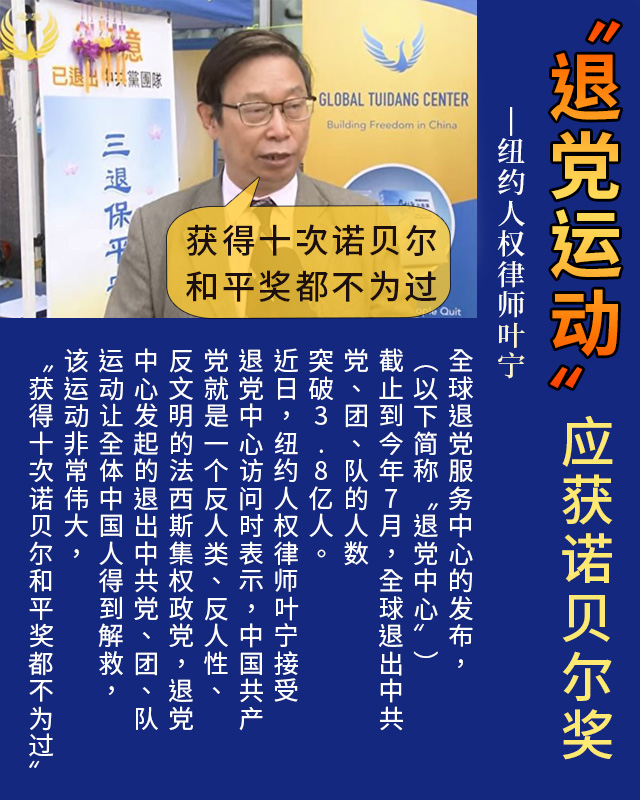 〝退党运动〞应获诺贝尔奖
—纽约人权律师叶宁
億
已退出中共黨團隊
三退保平
GLOBAL TUIDANG CENTER
Building Freedom in China
获得十次诺贝尔
和平奖都不为过
ople Quit
全球退党服务中心的发布，
（以下简称〝退党中心〞）
截止到今年7月，全球退出中共
党、团、队的人数
突破3.8亿人。
近日，纽约人权律师叶宁接受
退党中心访问时表示，中国共产
党就是一个反人类、反人性、
反文明的法西斯集权政党，退党
中心发起的退出中共党、团、队
运动让全体中国人得到解救，
该运动非常伟大，
〝获得十次诺贝尔和平奖都不为过〞